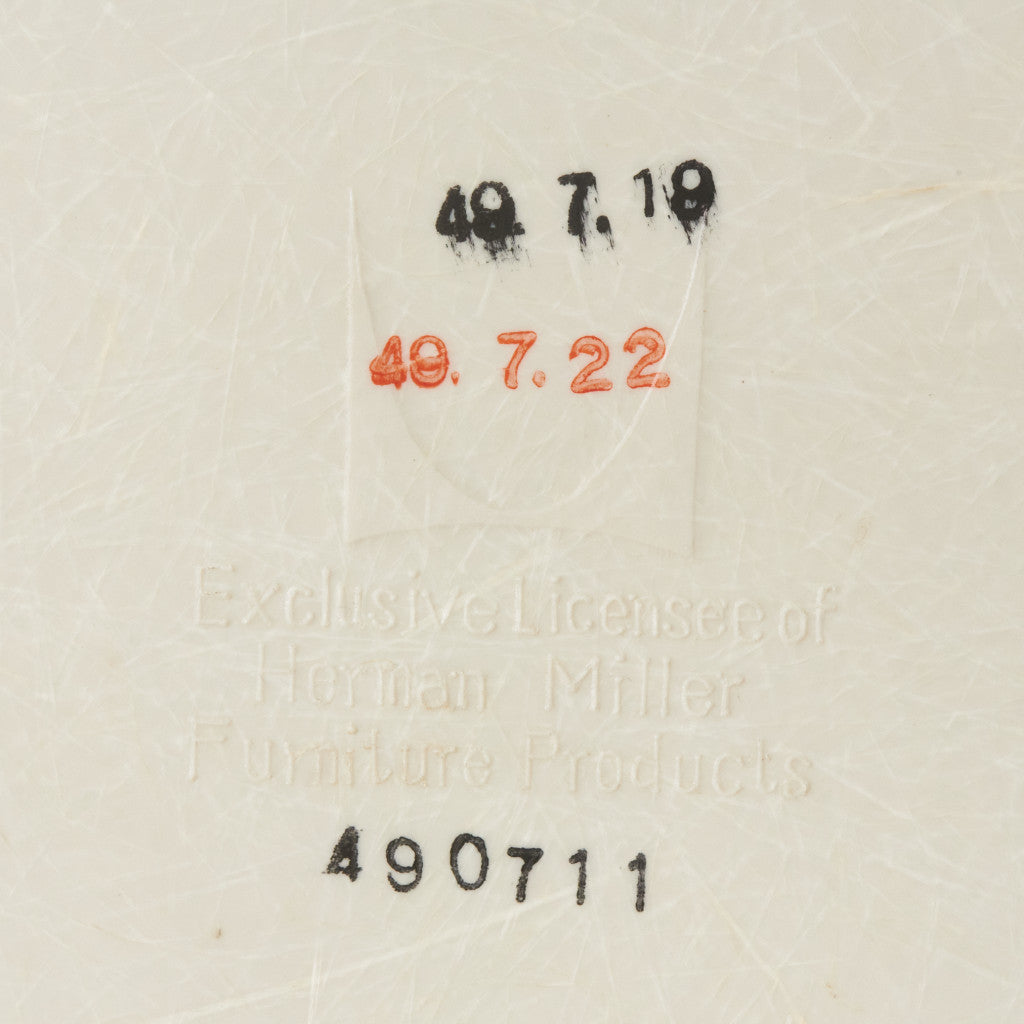 49. 7. 19
49. 7. 22
Exclusive Licensee of
Herman Miller
Furniture Products
490711